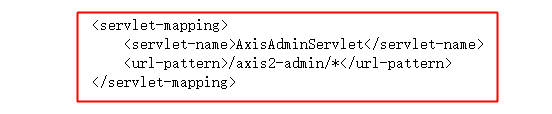 <servlet-mapping>
<servlet-name>AxisAdminServlet</servlet-name>
<url-pattern>/axis2-admin/*</url-pattern>
</servlet-mapping>